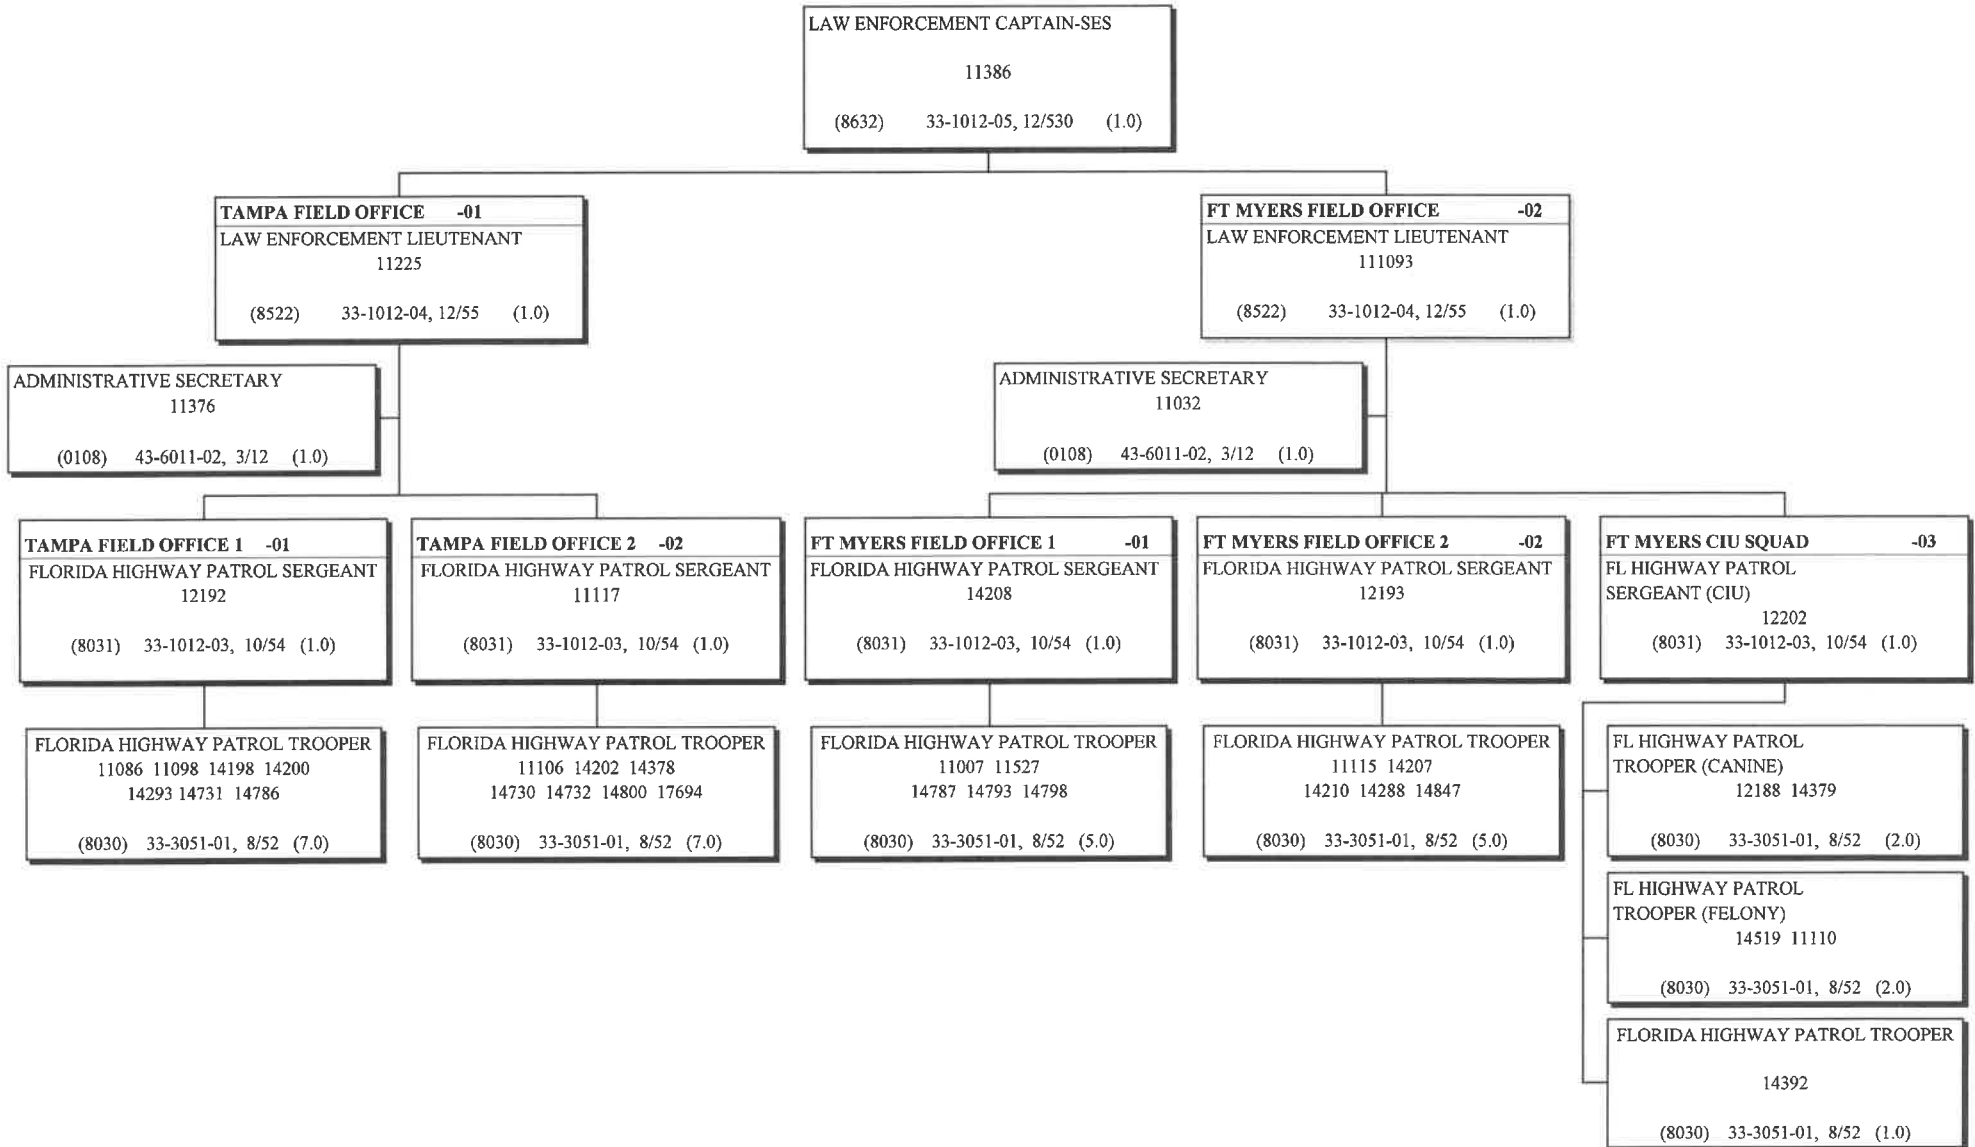 LAW ENFORCEMENT CAPTAIN-SES
11386
(8632) 33-1012-05, 12/530 (1.0)
TAMPA FIELD OFFICE -01
LAW ENFORCEMENT LIEUTENANT
11225
(8522) 33-1012-04, 12/55 (1.0)
FT MYERS FIELD OFFICE -02
LAW ENFORCEMENT LIEUTENANT
111093
(8522) 33-1012-04, 12/55 (1.0)
ADMINISTRATIVE SECRETARY
11376
(0108) 43-6011-02, 3/12 (1.0)
ADMINISTRATIVE SECRETARY
11032
(0108) 43-6011-02, 3/12 (1.0)
TAMPA FIELD OFFICE 1 -01
FLORIDA HIGHWAY PATROL SERGEANT
12192
(8031) 33-1012-03, 10/54 (1.0)
TAMPA FIELD OFFICE 2 -02
FLORIDA HIGHWAY PATROL SERGEANT
11117
(8031) 33-1012-03, 10/54 (1.0)
FT MYERS FIELD OFFICE 1 -01
FLORIDA HIGHWAY PATROL SERGEANT
14208
(8031) 33-1012-03, 10/54 (1.0)
FT MYERS FIELD OFFICE 2 -02
FLORIDA HIGHWAY PATROL SERGEANT
12193
(8031) 33-1012-03, 10/54 (1.0)
FT MYERS CIU SQUAD -03
FL HIGHWAY PATROL
SERGEANT (CIU)
12202
(8031) 33-1012-03, 10/54 (1.0)
FLORIDA HIGHWAY PATROL TROOPER
11086 11098 14198 14200
14293 14731 14786
(8030) 33-3051-01, 8/52 (7.0)
FLORIDA HIGHWAY PATROL TROOPER
11106 14202 14378
14730 14732 14800 17694
(8030) 33-3051-01, 8/52 (7.0)
FLORIDA HIGHWAY PATROL TROOPER
11007 11527
14787 14793 14798
(8030) 33-3051-01, 8/52 (5.0)
FLORIDA HIGHWAY PATROL TROOPER
11115 14207
14210 14288 14847
(8030) 33-3051-01, 8/52 (5.0)
FL HIGHWAY PATROL
TROOPER (CANINE)
12188 14379
(8030) 33-3051-01, 8/52 (2.0)
FL HIGHWAY PATROL
TROOPER (FELONY)
14519 11110
(8030) 33-3051-01, 8/52 (2.0)
FLORIDA HIGHWAY PATROL TROOPER
14392
(8030) 33-3051-01, 8/52 (1.0)